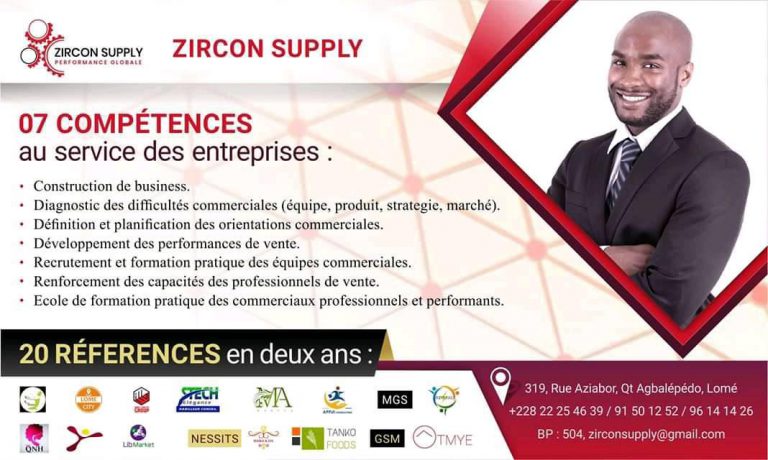 ZIRCON SUPPLY
PERFORMANCE GLOBALE
ZIRCON SUPPLY
07 COMPÉTENCES
au service des entreprises :
• Construction de business.
• Diagnostic des difficultés commerciales (équipe, produit, strategie, marché).
• Définition et planification des orientations commerciales.
• Développement des performances de vente.
• Recrutement et formation pratique des équipes commerciales.
• Renforcement des capacités des professionnels de vente.
• Ecole de formation pratique des commerciaux professionnels et performants.
20 RÉFERENCES en deux ans :
LOME
CITY
STECH
élégance
MGS
QNH
LibMarket
NESSITS
TANKO
FOODS
GSM
OTMYE
319, Rue Aziabor, Qt Agbalépédo, Lomé
+228 22 25 46 39 / 91 50 12 52 / 96 14 14 26
BP : 504, zirconsupply@gmail.com